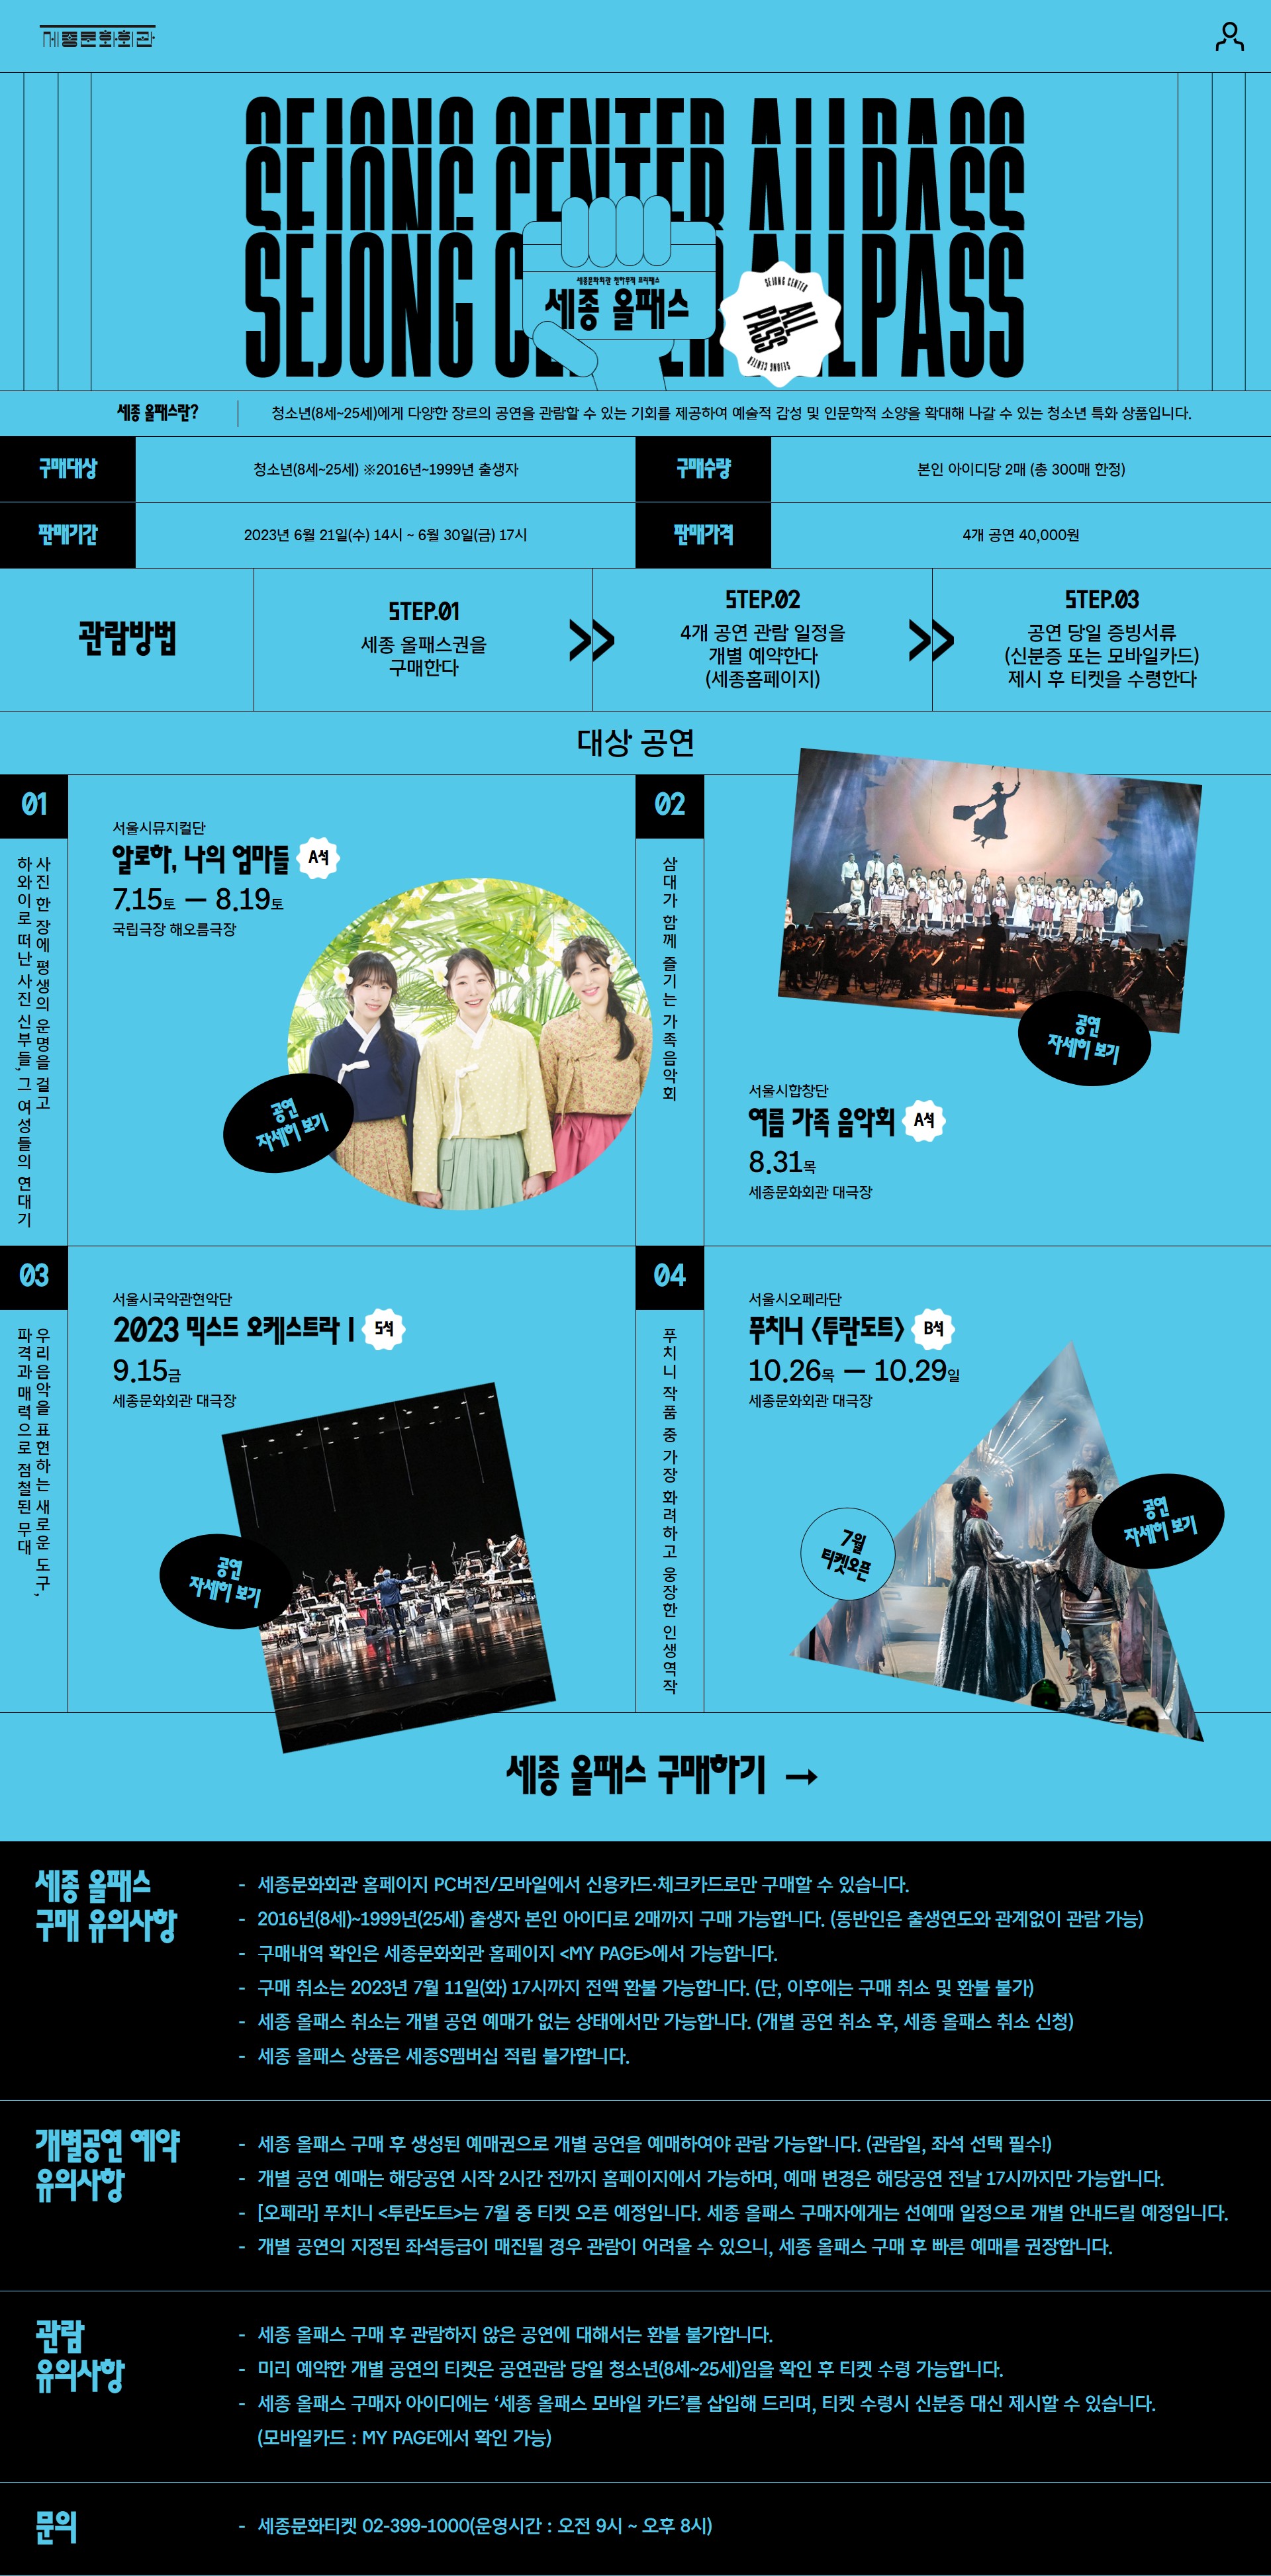 세종문화회관
SEJONG CENTER ALLPASS
SEJONG CENTER ALLPASS
SEJONG CENTER ALLPASS
세종문화회관 청하무적 프리패스
세종 올패스
SEJONG CENTER
ALL
PASS
SEJONG CENTER
세종 올패스란?
청소년(8세~25세)에게 다양한 장르의 공연을 관람할 수 있는 기회를 제공하여 예술적 감성 및 인문학적 소양을 확대해 나갈 수 있는 청소년 특화 상품입니다.
구매대상
청소년(8세~25세) ※2016년~1999년 출생자
구매수량
본인 아이디당 2매 (총 300매 한정)
판매기간
2023년 6월 21일(수) 14시 ~ 6월 30일(금) 17시
판매가격
4개 공연 40,000원
관람방법
STEP.01
세종 올패스권을
구매한다
STEP.02
4개 공연 관람 일정을
개별 예약한다
(세종홈페이지)
STEP.03
공연 당일 증빙서류
(신분증 또는 모바일카드)
제시 후 티켓을 수령한다
대상 공연
01
사진 한 장에 평생의 운명을 걸고
하와이로 떠난 사진 신부들, 그 여성들의 연대기
서울시뮤지컬단
알로하, 나의 엄마들 A석
7.15토 — 8.19토
국립극장 해오름극장
공연
자세히 보기
02
삼대가 함께 즐기는 가족음악회
공연
자세히 보기
서울시합창단
여름 가족 음악회 A석
8.31목
세종문화회관 대극장
03
우리음악을 표현하는 새로운 도구,
파격과 매력으로 점철된 무대
서울시국악관현악단
2023 믹스드 오케스트라 I S석
9.15금
세종문화회관 대극장
공연
자세히 보기
04
푸치니 작품 중 가장 화려하고 웅장한 인생역작
서울시오페라단
푸치니 〈투란도트〉 B석
10.26목 — 10.29일
세종문화회관 대극장
7월
티켓오픈
공연
자세히 보기
세종 올패스 구매하기 →
세종 올패스
구매 유의사항
- 세종문화회관 홈페이지 PC버전/모바일에서 신용카드·체크카드로만 구매할 수 있습니다.
- 2016년(8세)~1999년(25세) 출생자 본인 아이디로 2매까지 구매 가능합니다. (동반인은 출생연도와 관계없이 관람 가능)
- 구매내역 확인은 세종문화회관 홈페이지 <MY PAGE>에서 가능합니다.
- 구매 취소는 2023년 7월 11일(화) 17시까지 전액 환불 가능합니다. (단, 이후에는 구매 취소 및 환불 불가)
- 세종 올패스 취소는 개별 공연 예매가 없는 상태에서만 가능합니다. (개별 공연 취소 후, 세종 올패스 취소 신청)
- 세종 올패스 상품은 세종S멤버십 적립 불가합니다.
개별공연 예약
유의사항
- 세종 올패스 구매 후 생성된 예매권으로 개별 공연을 예매하여야 관람 가능합니다. (관람일, 좌석 선택 필수!)
- 개별 공연 예매는 해당공연 시작 2시간 전까지 홈페이지에서 가능하며, 예매 변경은 해당공연 전날 17시까지만 가능합니다.
- [오페라] 푸치니 <투란도트>는 7월 중 티켓 오픈 예정입니다. 세종 올패스 구매자에게는 선예매 일정으로 개별 안내드릴 예정입니다.
- 개별 공연의 지정된 좌석등급이 매진될 경우 관람이 어려울 수 있으니, 세종 올패스 구매 후 빠른 예매를 권장합니다.
관람
유의사항
- 세종 올패스 구매 후 관람하지 않은 공연에 대해서는 환불 불가합니다.
- 미리 예약한 개별 공연의 티켓은 공연관람 당일 청소년(8세~25세)임을 확인 후 티켓 수령 가능합니다.
- 세종 올패스 구매자 아이디에는 ‘세종 올패스 모바일 카드’를 삽입해 드리며, 티켓 수령시 신분증 대신 제시할 수 있습니다.
(모바일카드 : MY PAGE에서 확인 가능)
문의
- 세종문화티켓 02-399-1000(운영시간 : 오전 9시 ~ 오후 8시)